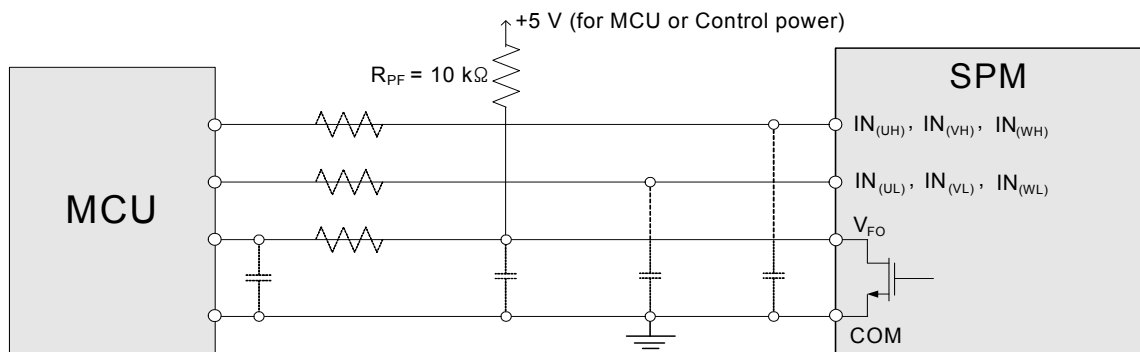 +5 V (for MCU or Control power)
R_PF = 10 kΩ
SPM
MCU
IN_(UH), IN_(VH), IN_(WH)
IN_(UL), IN_(VL), IN_(WL)
V_FO
COM